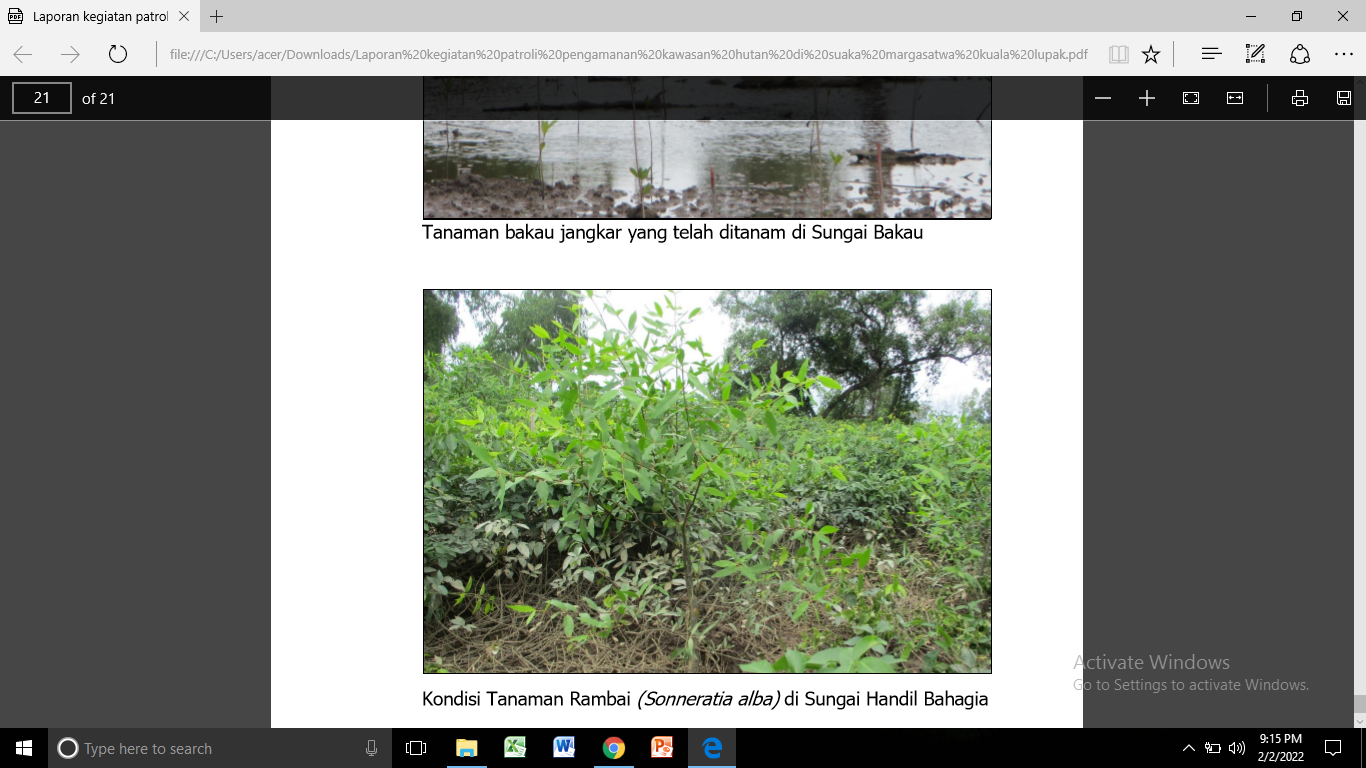 Laporan kegiatan patrol
file:///C:/Users/acer/Downloads/Laporan%20kegiatan%20patroli%20pengamanan%20kawasan%20hutan%20di%20suaka%20margasatwa%20kuala%20lupak.pdf
21 of 21
Tanaman bakau jangkar yang telah ditanam di Sungai Bakau
Kondisi Tanaman Rambai (Sonneratia alba) di Sungai Handil Bahagia
Activate Windows
Go to Settings to activate Windows.
Type here to search
9:15 PM
2/2/2022